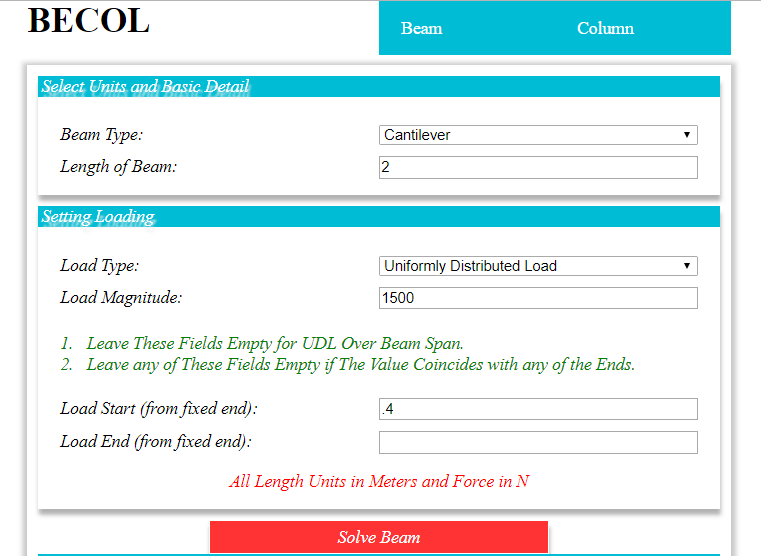 BECOL
Beam Column
Select Units and Basic Detail
Beam Type: Cantilever
Length of Beam: 2
Setting Loading
Load Type: Uniformly Distributed Load
Load Magnitude: 1500
1. Leave These Fields Empty for UDL Over Beam Span.
2. Leave any of These Fields Empty if The Value Coincides with any of the Ends.
Load Start (from fixed end): .4
Load End (from fixed end):
All Length Units in Meters and Force in N
Solve Beam